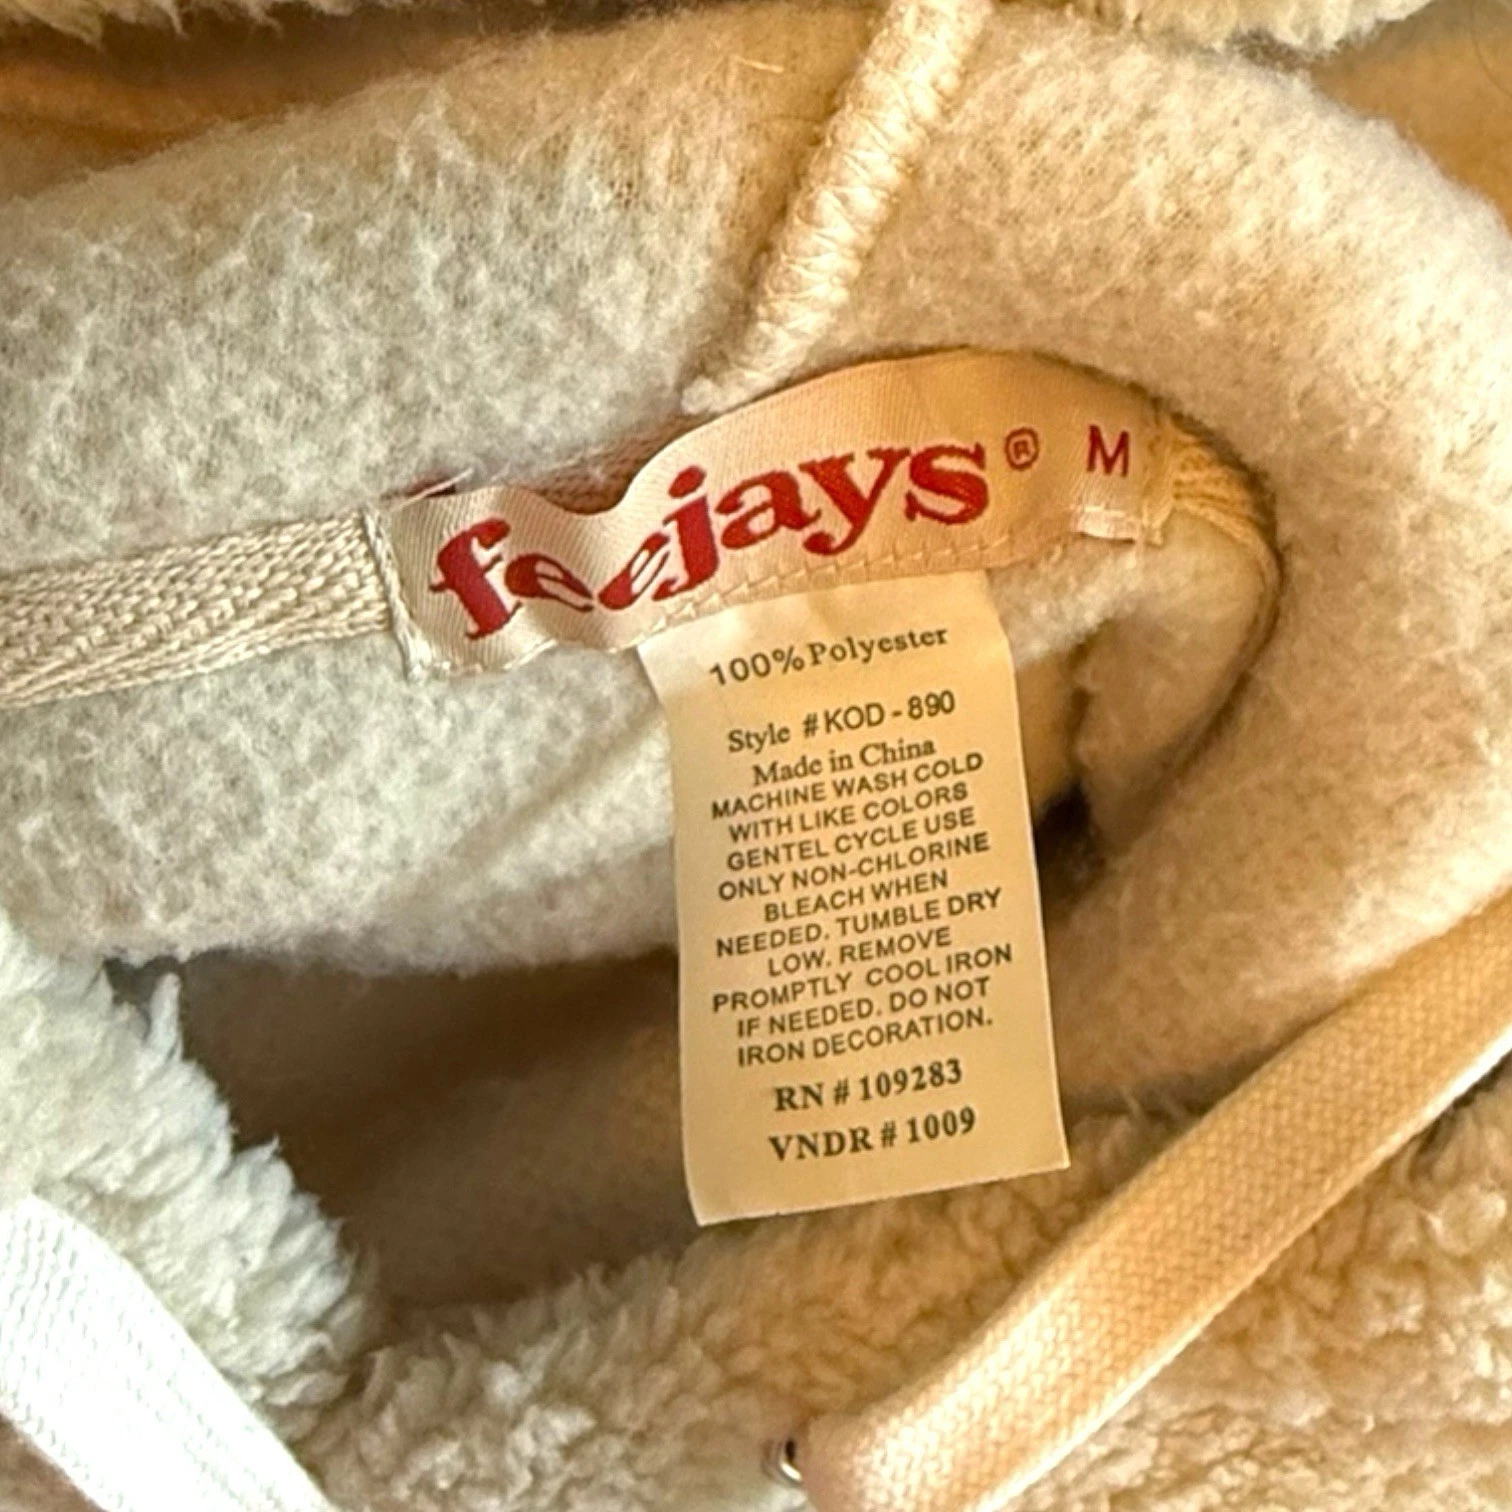 feejays® M
100% Polyester
Style # KOD - 890
Made in China
MACHINE WASH COLD
WITH LIKE COLORS
GENTEL CYCLE USE
ONLY NON-CHLORINE
BLEACH WHEN
NEEDED. TUMBLE DRY
LOW. REMOVE
PROMPTLY COOL IRON
IF NEEDED. DO NOT
IRON DECORATION.
RN # 109283
VNDR # 1009